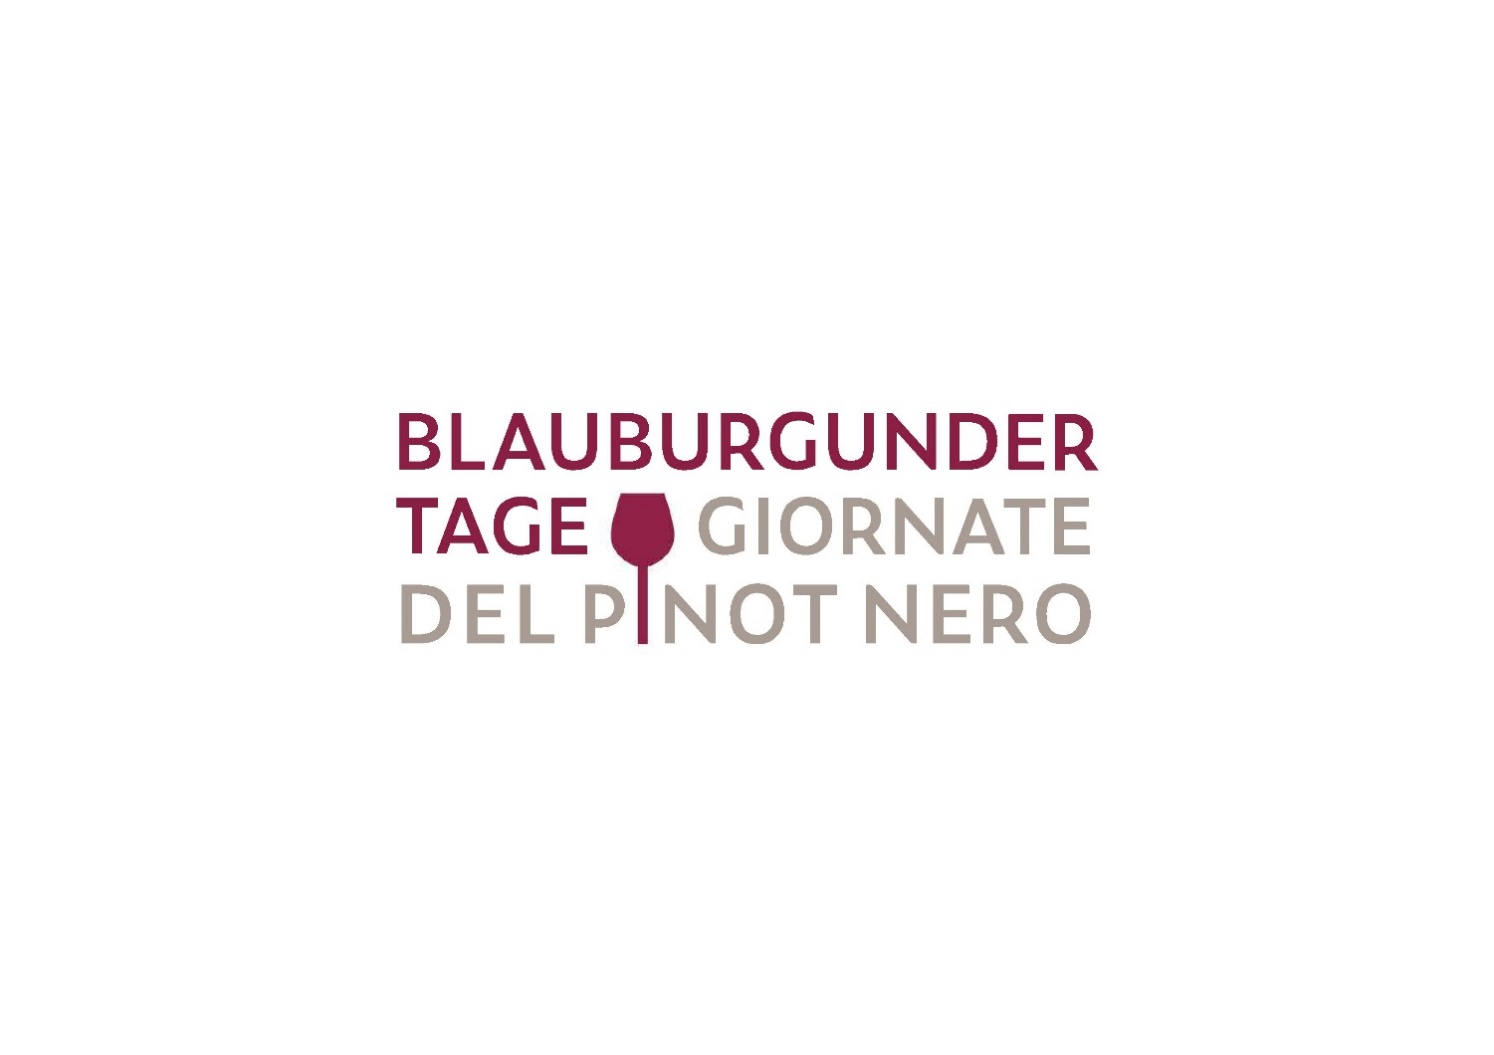 BLAUBURGUNDER
TAGE GIORNATE
DEL PINOT NERO